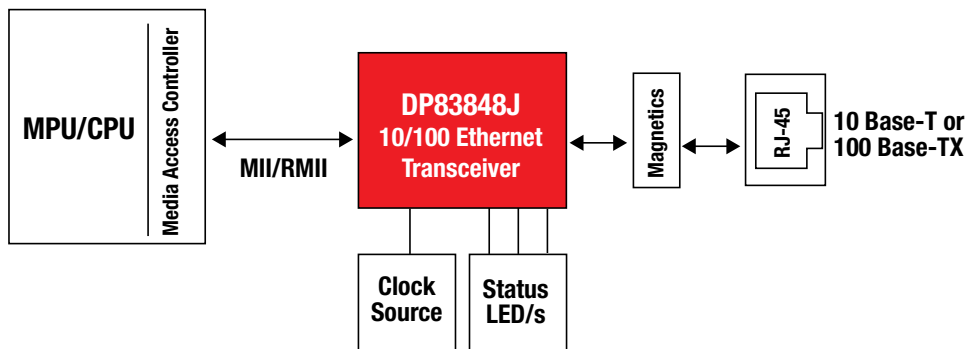 MPU/CPU
Media Access Controller
MII/RMII
DP83848J
10/100 Ethernet
Transceiver
Magnetics
RJ-45
10 Base-T or
100 Base-TX
Clock
Source
Status
LED/s